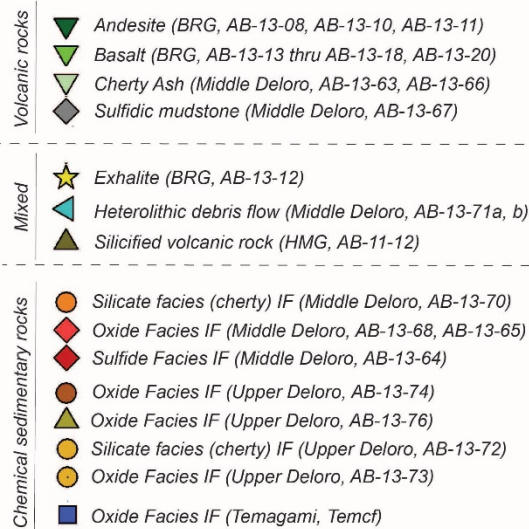 Volcanic rocks
Andesite (BRG, AB-13-08, AB-13-10, AB-13-11)
Basalt (BRG, AB-13-13 thru AB-13-18, AB-13-20)
Cherty Ash (Middle Deloro, AB-13-63, AB-13-66)
Sulfidic mudstone (Middle Deloro, AB-13-67)
Mixed
Exhalite (BRG, AB-13-12)
Heterolithic debris flow (Middle Deloro, AB-13-71a, b)
Silicified volcanic rock (HMG, AB-11-12)
Chemical sedimentary rocks
Silicate facies (cherty) IF (Middle Deloro, AB-13-70)
Oxide Facies IF (Middle Deloro, AB-13-68, AB-13-65)
Sulfide Facies IF (Middle Deloro, AB-13-64)
Oxide Facies IF (Upper Deloro, AB-13-74)
Oxide Facies IF (Upper Deloro, AB-13-76)
Silicate facies (cherty) IF (Upper Deloro, AB-13-72)
Oxide Facies IF (Upper Deloro, AB-13-73)
Oxide Facies IF (Temagami, Temcf)